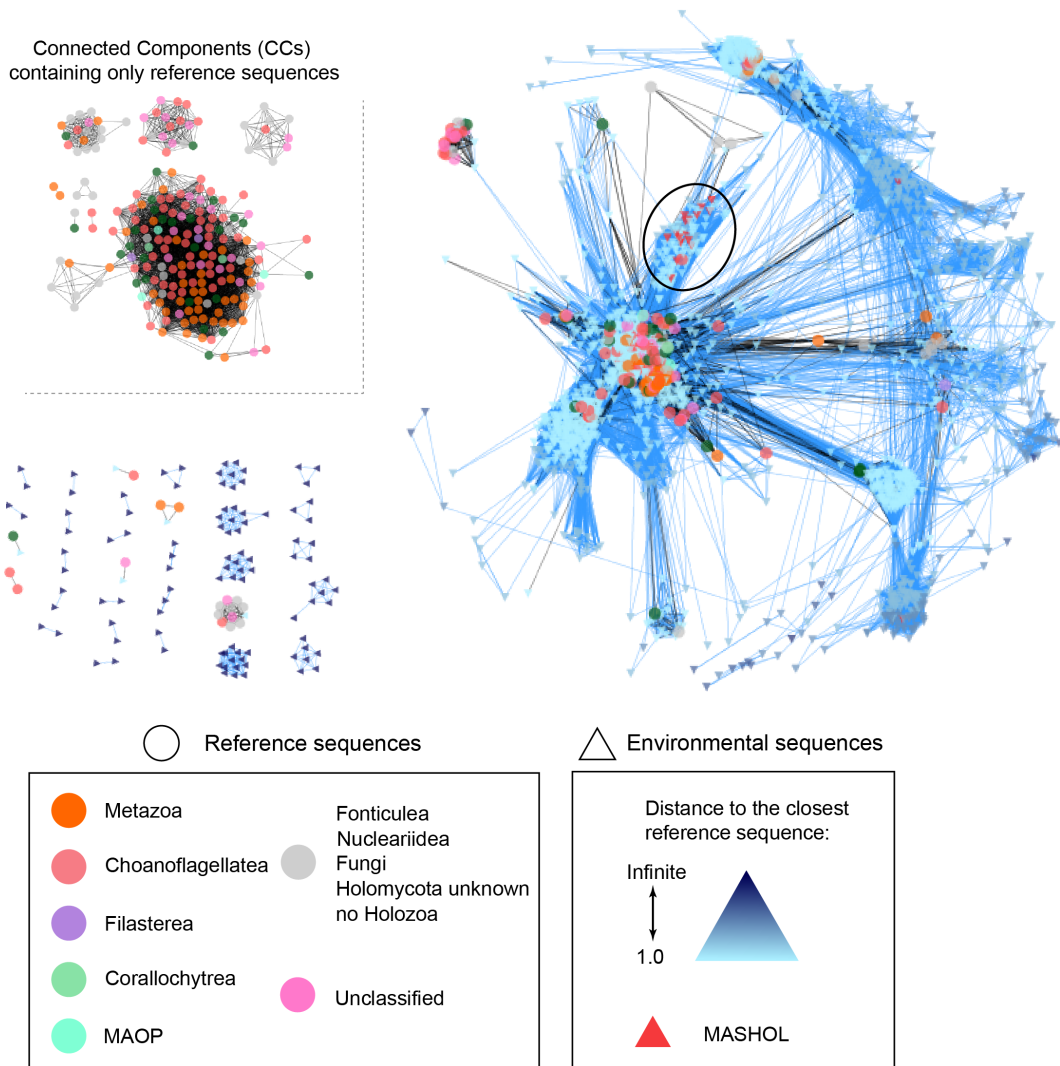 Connected Components (CCs)
containing only reference sequences
Reference sequences
Environmental sequences
Metazoa
Choanoflagellatea
Filasterea
Corallochytrea
MAOP
Fonticulea
Nucleariidea
Fungi
Holomycota unknown
no Holozoa
Unclassified
Distance to the closest
reference sequence:
Infinite
1.0
MASHOL